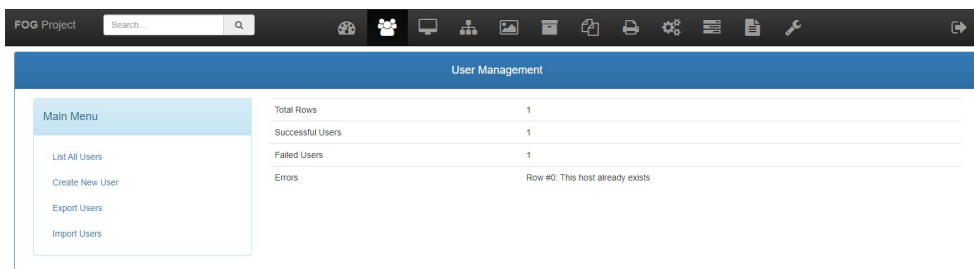 FOG Project
Search...
User Management
Main Menu
List All Users
Create New User
Export Users
Import Users
Total Rows 1
Successful Users 1
Failed Users 1
Errors Row #0: This host already exists